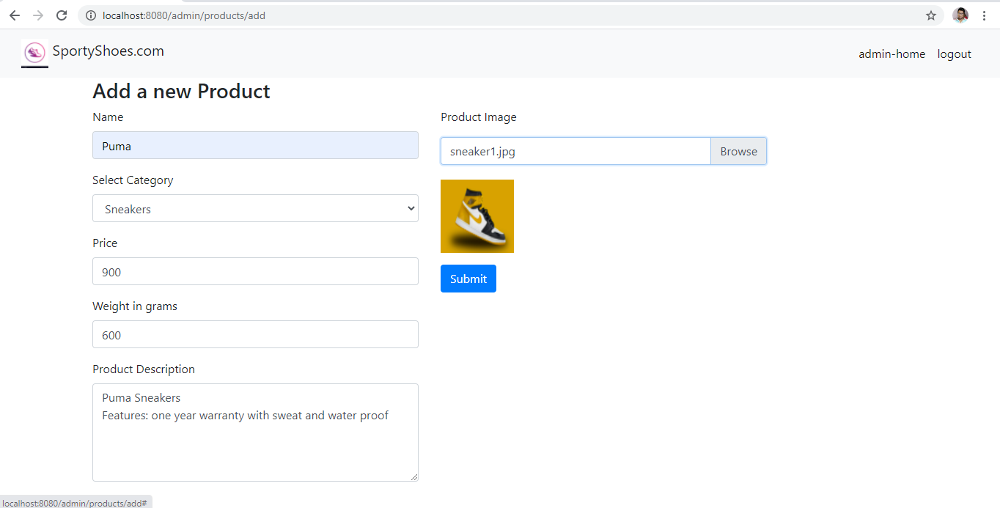 localhost:8080/admin/products/add
SportyShoes.com
admin-home logout
Add a new Product
Name
Puma
Select Category
Sneakers
Price
900
Weight in grams
600
Product Description
Puma Sneakers
Features: one year warranty with sweat and water proof
Product Image
sneaker1.jpg Browse
Submit
localhost:8080/admin/products/add#